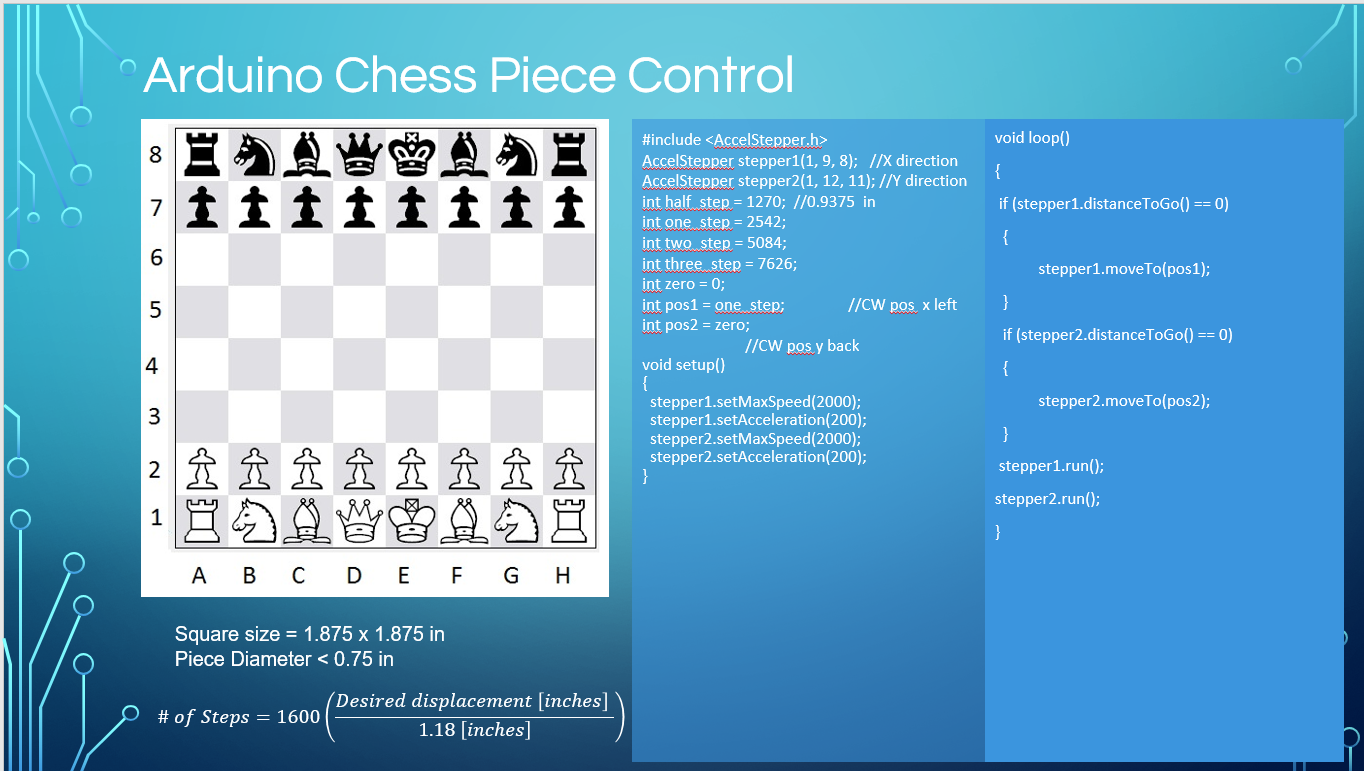 Arduino Chess Piece Control
8
7
6
5
4
3
2
1
A B C D E F G H
Square size = 1.875 x 1.875 in
Piece Diameter < 0.75 in
# of Steps = 1600 (Desired displacement [inches] / 1.18 [inches])
#include <AccelStepper.h>
AccelStepper stepper1(1, 9, 8); //X direction
AccelStepper stepper2(1, 12, 11); //Y direction
int half_step = 1270; //0.9375 in
int one_step = 2542;
int two_step = 5084;
int three_step = 7626;
int zero = 0;
int pos1 = one_step; //CW pos x left
int pos2 = zero;
//CW pos y back
void setup()
{
stepper1.setMaxSpeed(2000);
stepper1.setAcceleration(200);
stepper2.setMaxSpeed(2000);
stepper2.setAcceleration(200);
}
void loop()
{
if (stepper1.distanceToGo() == 0)
{
stepper1.moveTo(pos1);
}
if (stepper2.distanceToGo() == 0)
{
stepper2.moveTo(pos2);
}
stepper1.run();
stepper2.run();
}